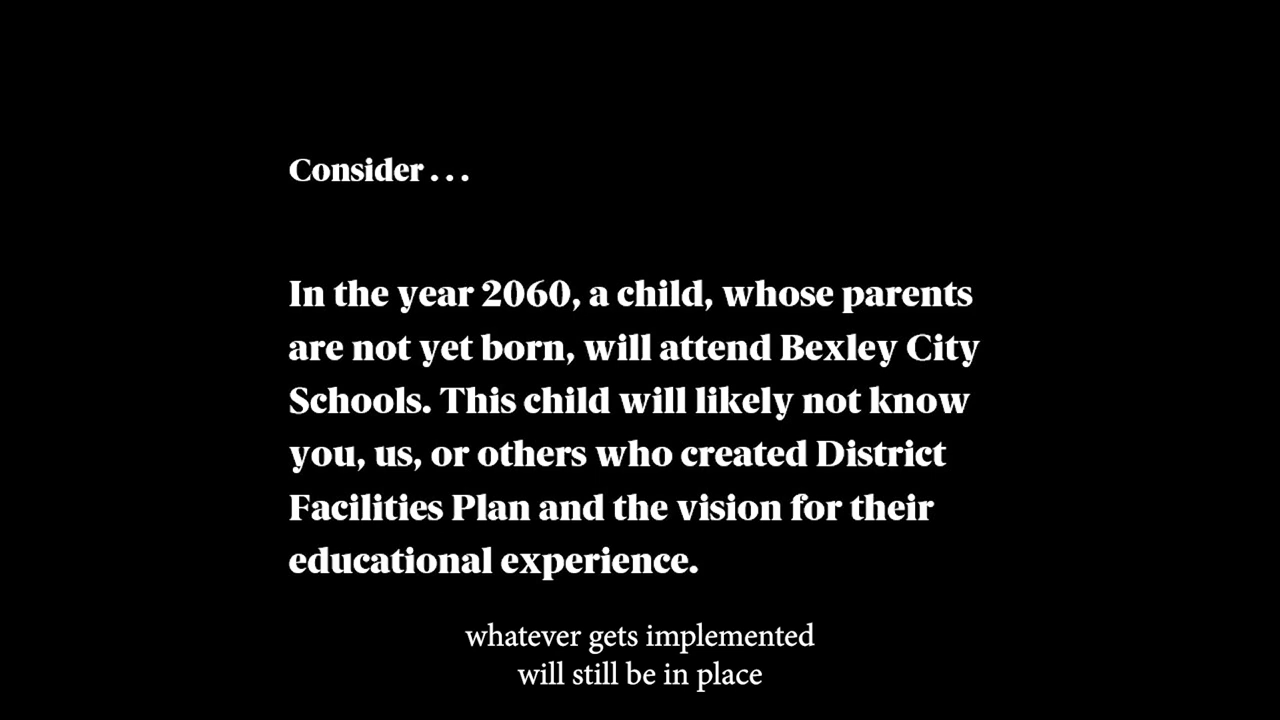 Consider . . .
In the year 2060, a child, whose parents
are not yet born, will attend Bexley City
Schools. This child will likely not know
you, us, or others who created District
Facilities Plan and the vision for their
educational experience.
whatever gets implemented
will still be in place